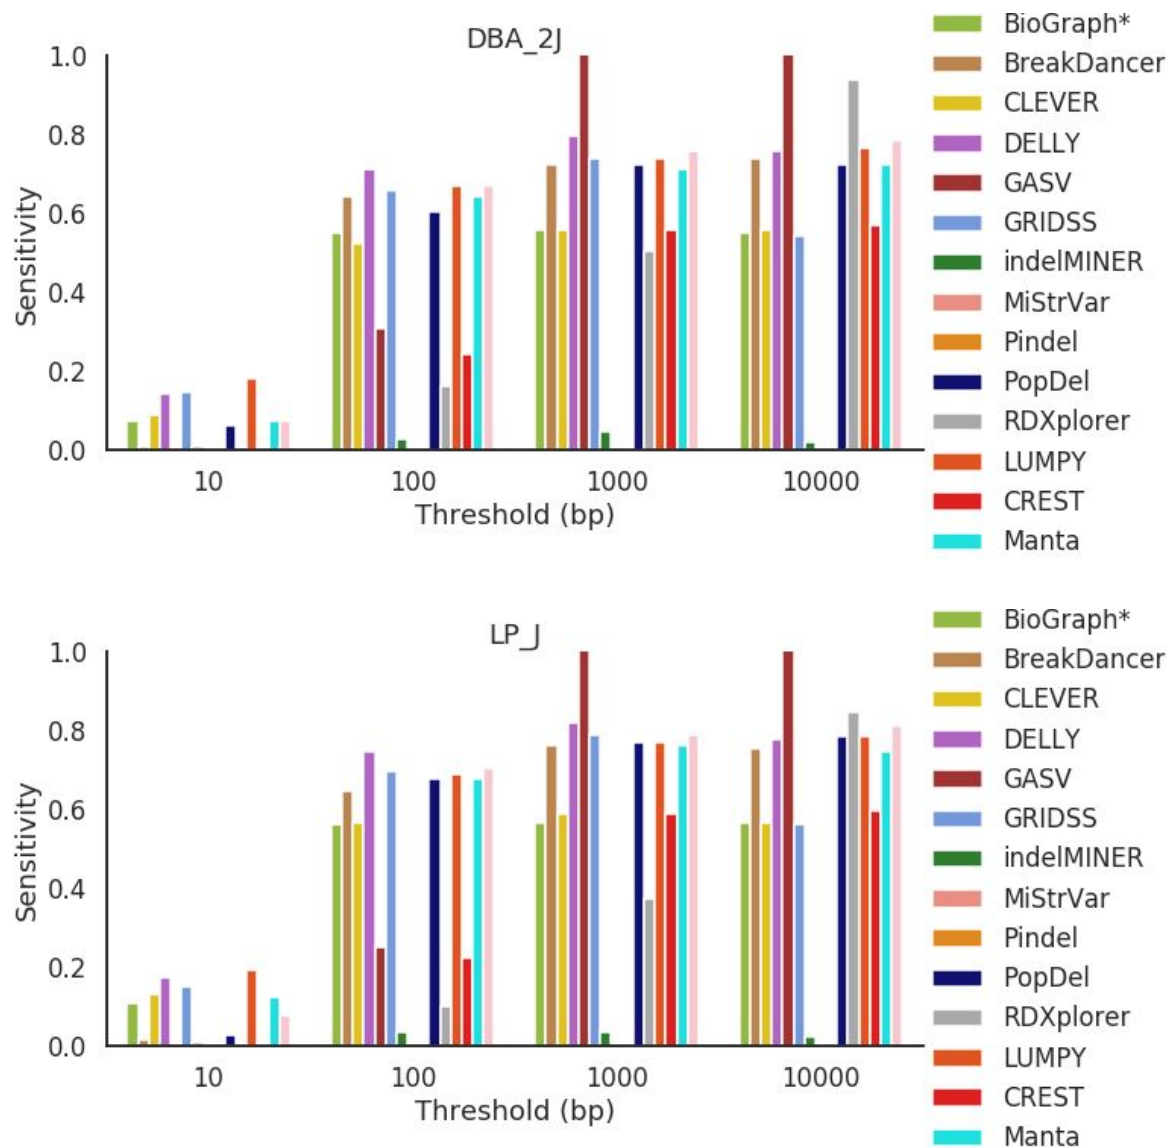 DBA_2J
1.0
0.8
0.6
0.4
0.2
0.0
Sensitivity
10 100 1000 10000
Threshold (bp)
BioGraph*
BreakDancer
CLEVER
DELLY
GASV
GRIDSS
indelMINER
MiStrVar
Pindel
PopDel
RDXplorer
LUMPY
CREST
Manta
LP_J
1.0
0.8
0.6
0.4
0.2
0.0
Sensitivity
10 100 1000 10000
Threshold (bp)
BioGraph*
BreakDancer
CLEVER
DELLY
GASV
GRIDSS
indelMINER
MiStrVar
Pindel
PopDel
RDXplorer
LUMPY
CREST
Manta